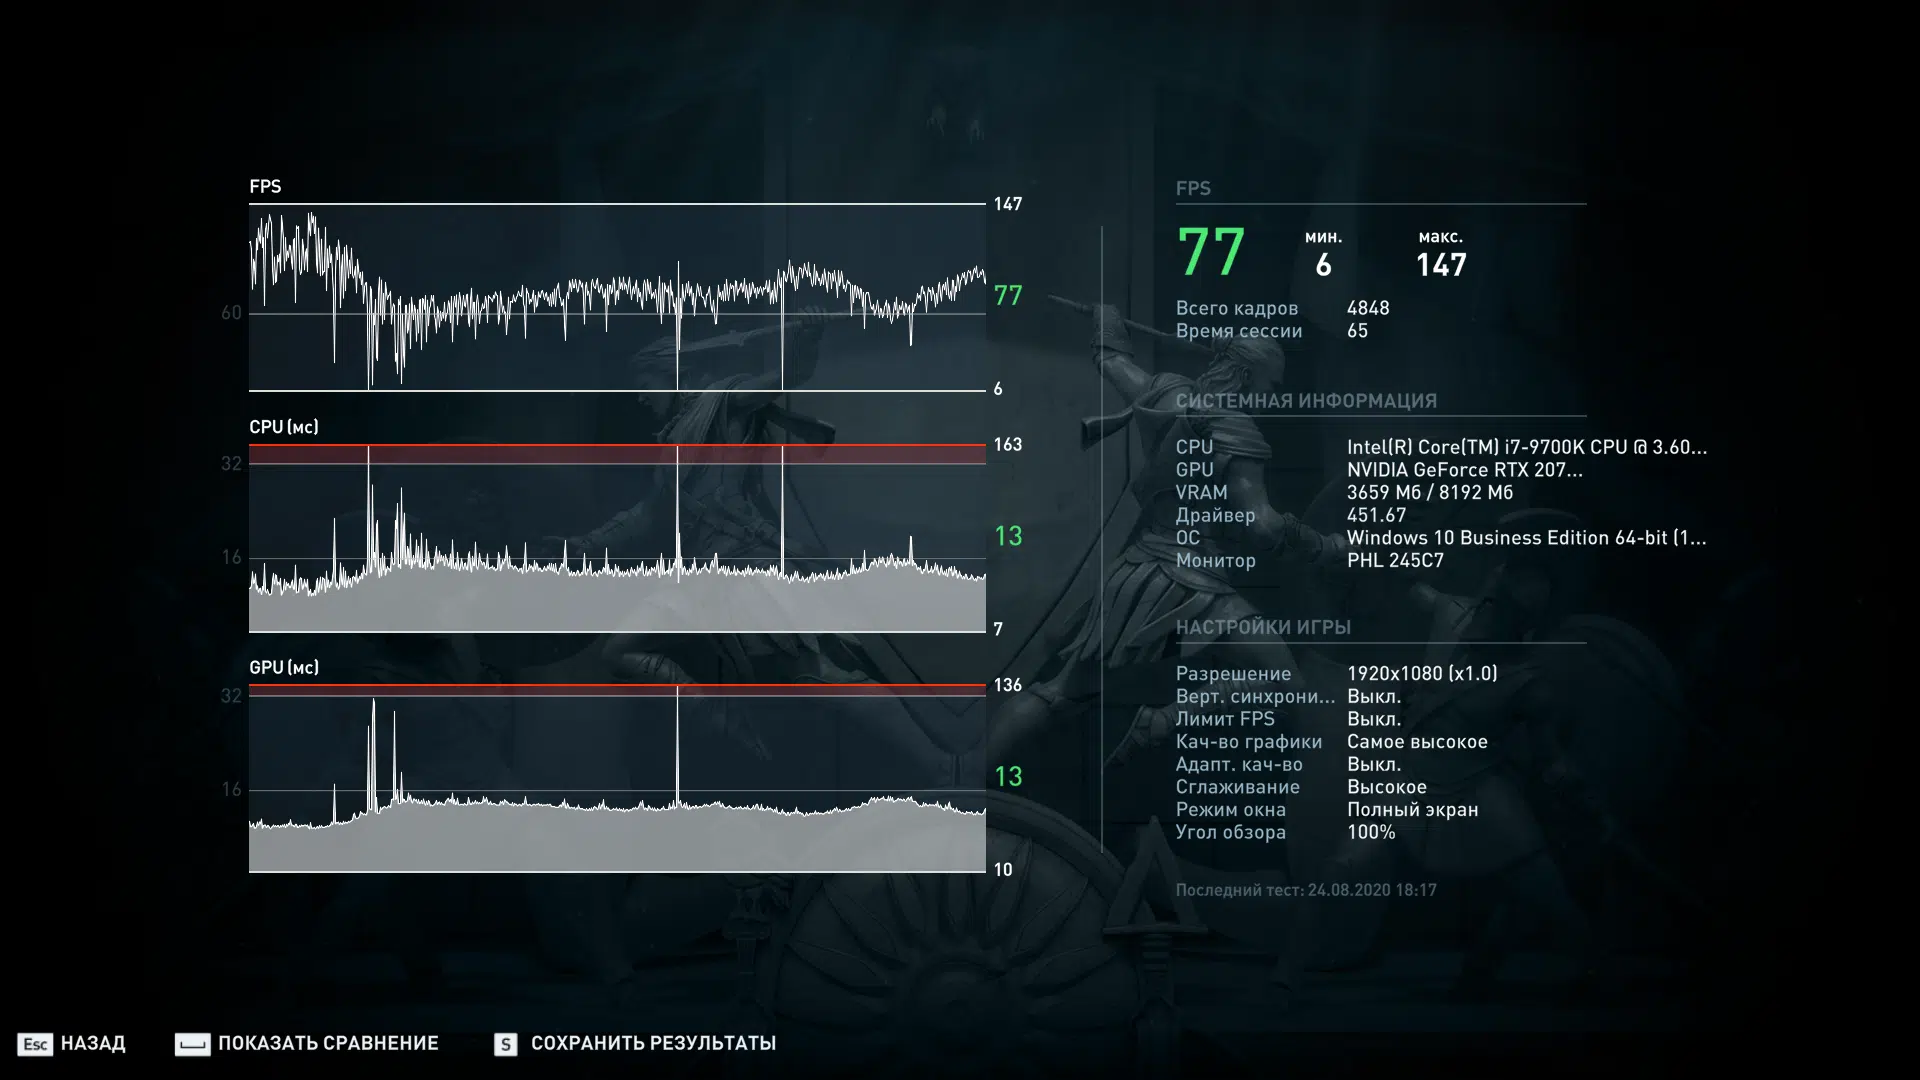 FPS
147
60
77
6
CPU (мс)
163
32
16
13
7
GPU (мс)
136
32
16
13
10
FPS
77
мин.
6
макс.
147
Всего кадров 4848
Время сессии 65
СИСТЕМНАЯ ИНФОРМАЦИЯ
CPU Intel(R) Core(TM) i7-9700K CPU @ 3.60...
GPU NVIDIA GeForce RTX 207...
VRAM 3659 Мб / 8192 Мб
Драйвер 451.67
ОС Windows 10 Business Edition 64-bit (1...
Монитор PHL 245C7
НАСТРОЙКИ ИГРЫ
Разрешение 1920x1080 (x1.0)
Верт. синхрони... Выкл.
Лимит FPS Выкл.
Кач-во графики Самое высокое
Адапт. кач-во Выкл.
Сглаживание Высокое
Режим окна Полный экран
Угол обзора 100%
Последний тест: 24.08.2020 18:17
Esc НАЗАД
ПОКАЗАТЬ СРАВНЕНИЕ
S СОХРАНИТЬ РЕЗУЛЬТАТЫ